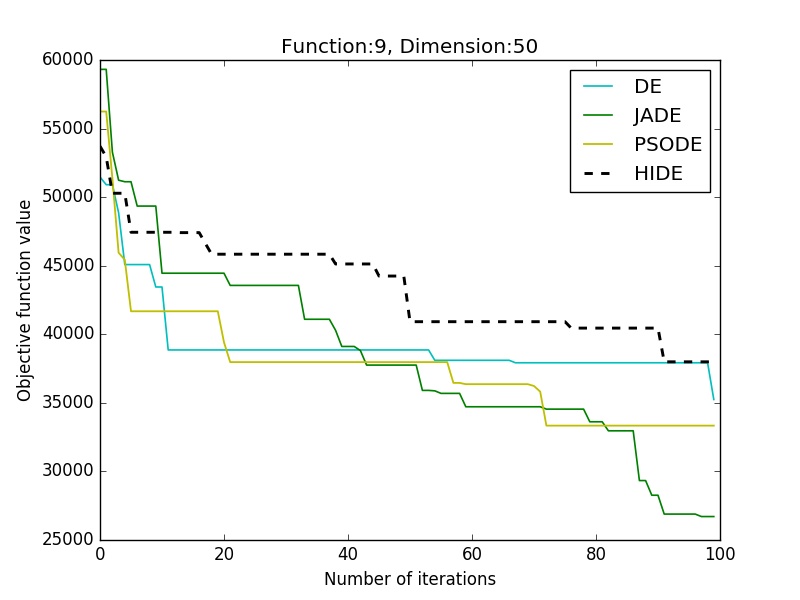 Function:9, Dimension:50
60000
55000
50000
45000
40000
35000
30000
25000
Objective function value
DE
JADE
PSODE
HIDE
0 20 40 60 80 100
Number of iterations